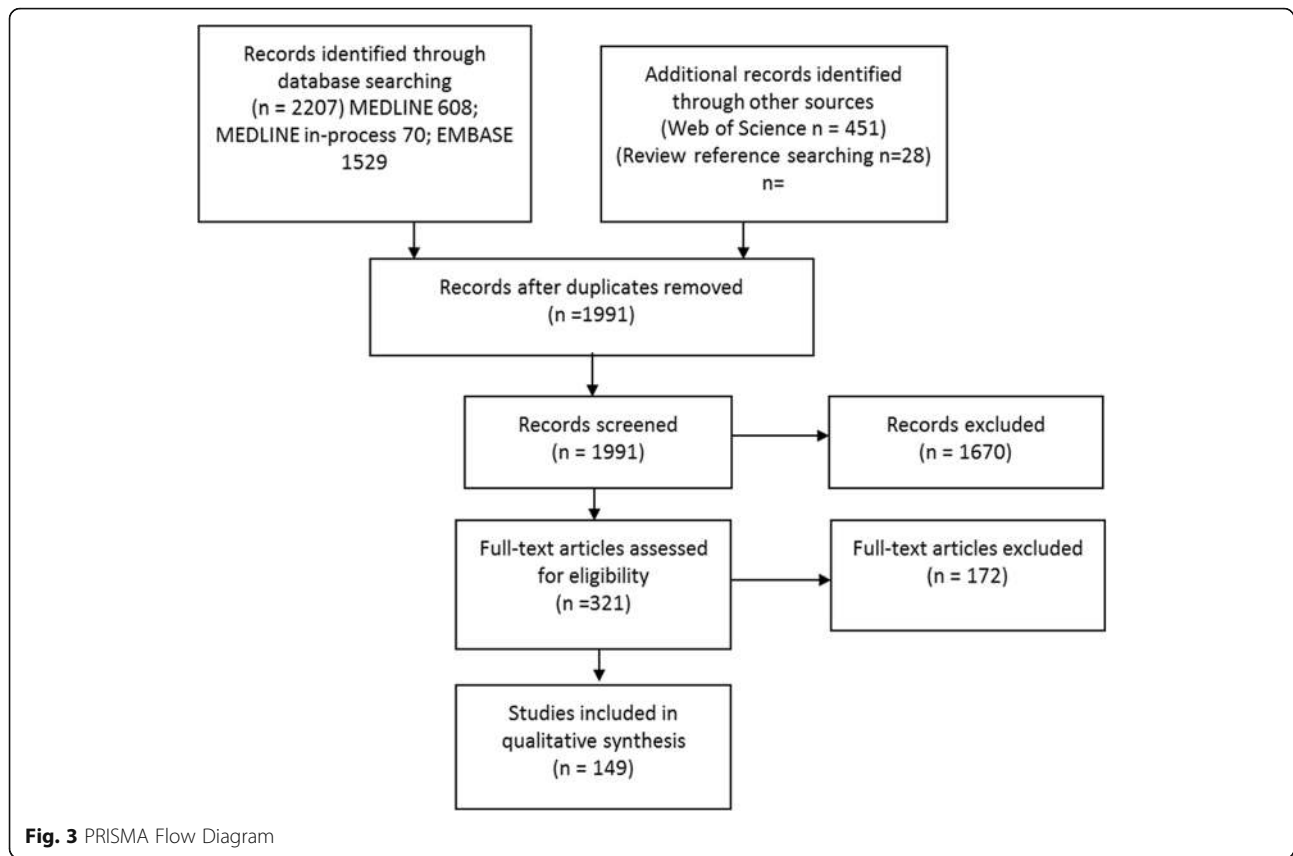 Records identified through
database searching
(n = 2207) MEDLINE 608;
MEDLINE in-process 70; EMBASE
1529
Additional records identified
through other sources
(Web of Science n = 451)
(Review reference searching n=28)
n=
Records after duplicates removed
(n =1991)
Records screened
(n = 1991)
Records excluded
(n = 1670)
Full-text articles assessed
for eligibility
(n =321)
Full-text articles excluded
(n = 172)
Studies included in
qualitative synthesis
(n = 149)
Fig. 3 PRISMA Flow Diagram